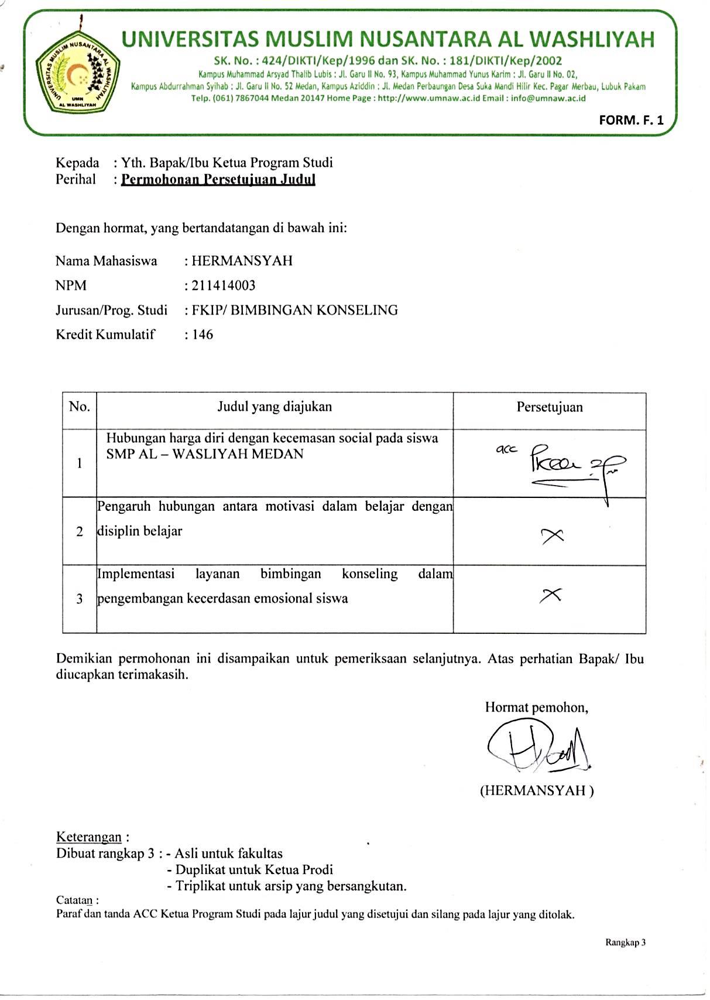 UNIVERSITAS MUSLIM NUSANTARA AL WASHLIYAH
UMN
AL WASHLIYAH
UNIVERSITAS MUSLIM NUSANTARA AL WASHLIYAH
SK. No. : 424/DIKTI/Kep/1996 dan SK. No. : 181/DIKTI/Kep/2002
Kampus Muhammad Arsyad Thalib Lubis : Jl. Garu II No. 93, Kampus Muhammad Yunus Karim : Jl. Garu II No. 02,
Kampus Abdurrahman Syihab : Jl. Garu II No. 52 Medan, Kampus Aziddin : Jl. Medan Perbaungan Desa Suka Mandi Hilir Kec. Pagar Merbau, Lubuk Pakam
Telp. (061) 7867044 Medan 20147 Home Page : http://www.umnaw.ac.id Email : info@umnaw.ac.id
FORM. F. 1
Kepada : Yth. Bapak/Ibu Ketua Program Studi
Perihal : Permohonan Persetujuan Judul
Dengan hormat, yang bertandatangan di bawah ini:
Nama Mahasiswa : HERMANSYAH
NPM : 211414003
Jurusan/Prog. Studi : FKIP/ BIMBINGAN KONSELING
Kredit Kumulatif : 146
No. Judul yang diajukan Persetujuan
Hubungan harga diri dengan kecemasan social pada siswa
1 SMP AL – WASLIYAH MEDAN acc
Pengaruh hubungan antara motivasi dalam belajar dengan
2 disiplin belajar
Implementasi layanan bimbingan konseling dalam
3 pengembangan kecerdasan emosional siswa
Demikian permohonan ini disampaikan untuk pemeriksaan selanjutnya. Atas perhatian Bapak/ Ibu
diucapkan terimakasih.
Hormat pemohon,
(HERMANSYAH )
Keterangan :
Dibuat rangkap 3 : - Asli untuk fakultas
- Duplikat untuk Ketua Prodi
- Triplikat untuk arsip yang bersangkutan.
Catatan :
Paraf dan tanda ACC Ketua Program Studi pada lajur judul yang disetujui dan silang pada lajur yang ditolak.
Rangkap 3